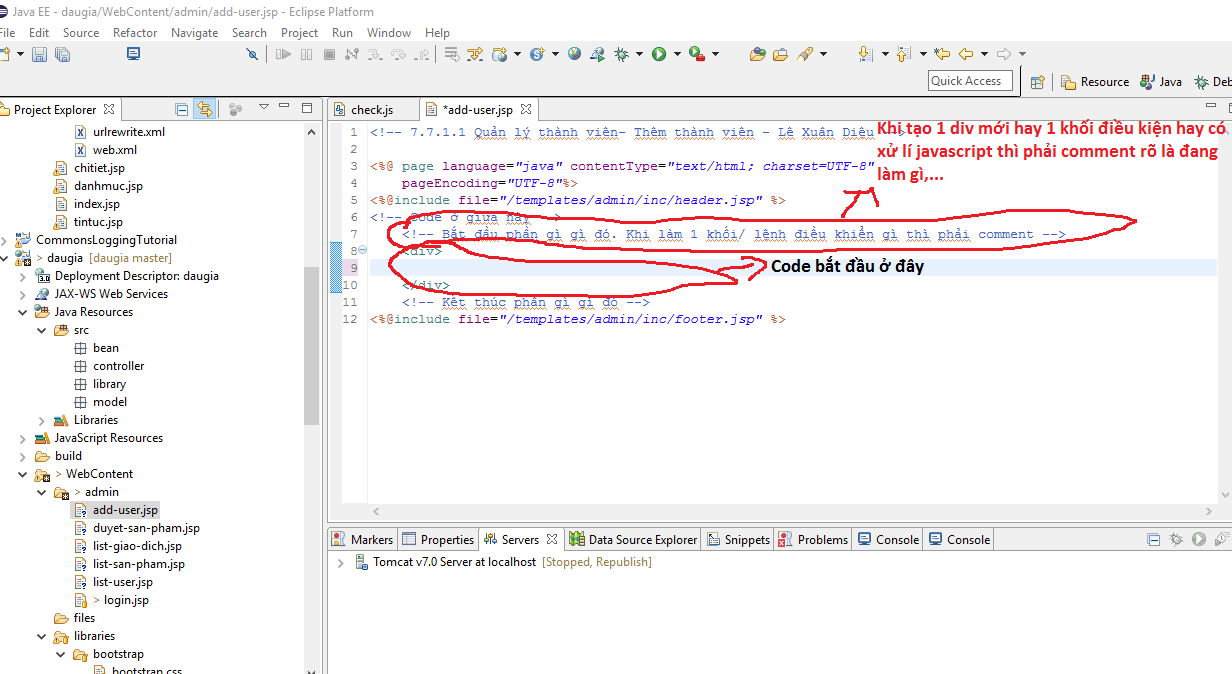 Java EE - daugia/WebContent/admin/add-user.jsp - Eclipse Platform
File Edit Source Refactor Navigate Search Project Run Window Help
Quick Access
Resource
Java
Deb
Project Explorer
urlrewrite.xml
web.xml
chitiet.jsp
danhmuc.jsp
index.jsp
tintuc.jsp
CommonsLoggingTutorial
> daugia [daugia master]
Deployment Descriptor: daugia
JAX-WS Web Services
Java Resources
src
bean
controller
library
model
Libraries
JavaScript Resources
build
> WebContent
> admin
add-user.jsp
duyet-san-pham.jsp
list-giao-dich.jsp
list-san-pham.jsp
list-user.jsp
> login.jsp
files
libraries
bootstrap
bootstrap.css
check.js
*add-user.jsp
1 <!-- 7.7.1.1 Quản lý thành viên- Thêm thành viên - Lê Xuân Diệu -->
2
3 <%@ page language="java" contentType="text/html; charset=UTF-8"
4 pageEncoding="UTF-8"%>
5 <%@include file="/templates/admin/inc/header.jsp" %>
6 <!-- Code ở giữa này -->
7 <!-- Bắt đầu phần gì gì đó. Khi làm 1 khối/ lệnh điều khiển gì thì phải comment -->
8 <div>
9
10 </div>
11 <!-- Kết thúc phần gì gì đó -->
12 <%@include file="/templates/admin/inc/footer.jsp" %>
Khi tạo 1 div mới hay 1 khối điều kiện hay có
xử lí javascript thì phải comment rõ là đang
làm gì,...
Code bắt đầu ở đây
Markers
Properties
Servers
Data Source Explorer
Snippets
Problems
Console
Console
Tomcat v7.0 Server at localhost [Stopped, Republish]